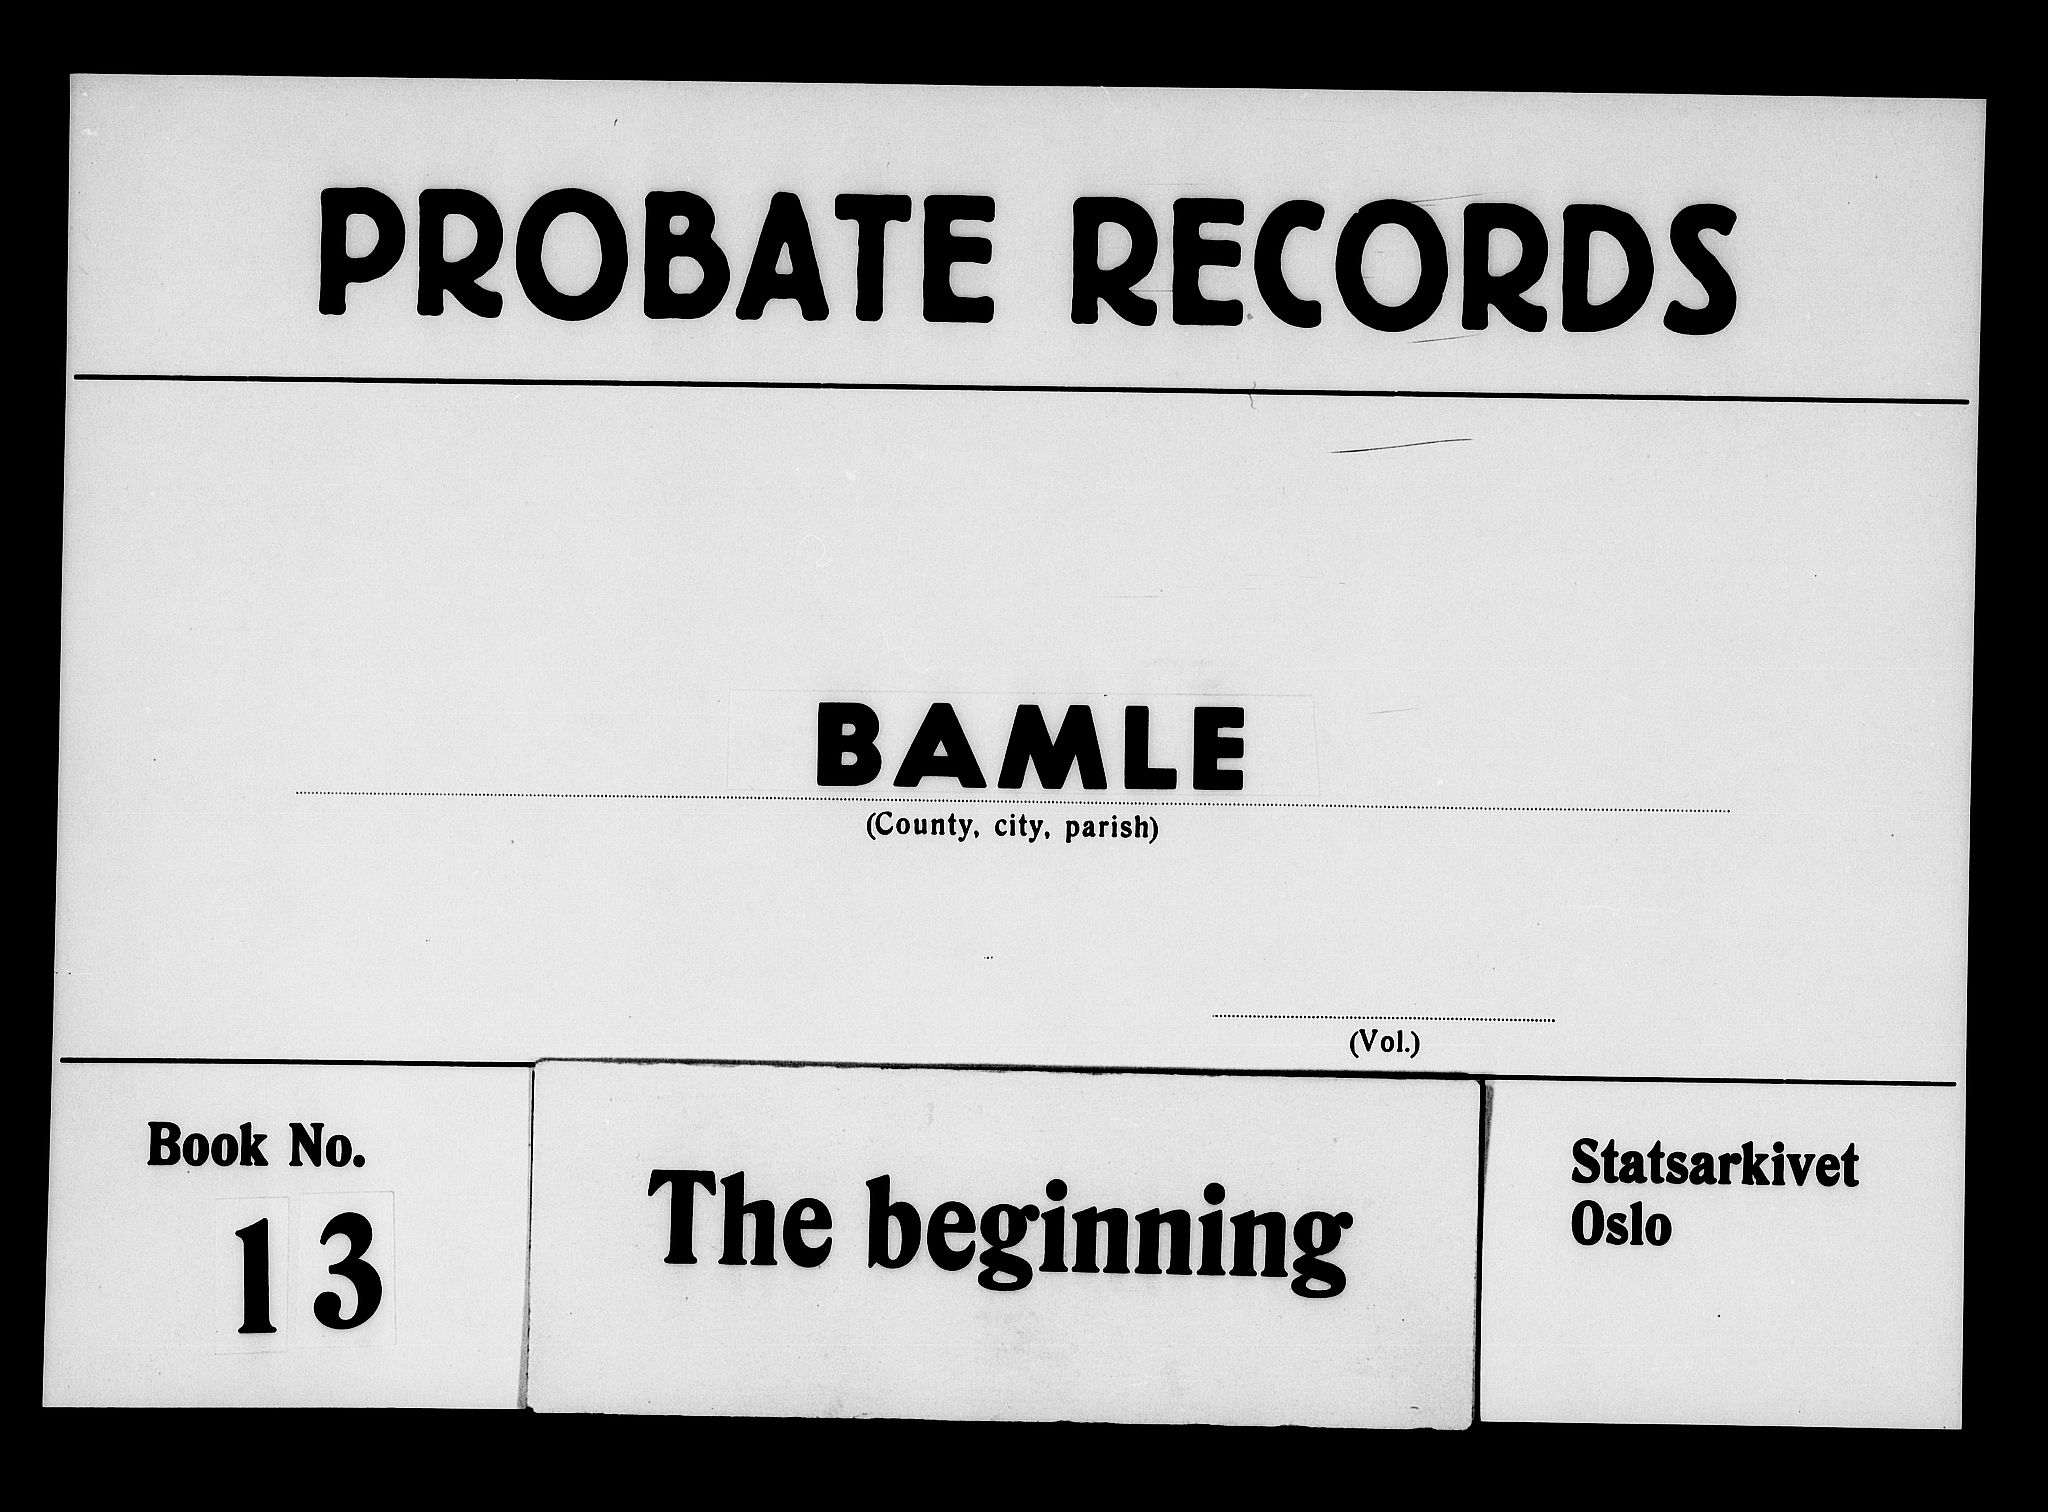 PROBATE RECORDS
BAMLE
(County, city, parish)
(Vol.)
Book No.
13
The beginning
Statsarkivet
Oslo